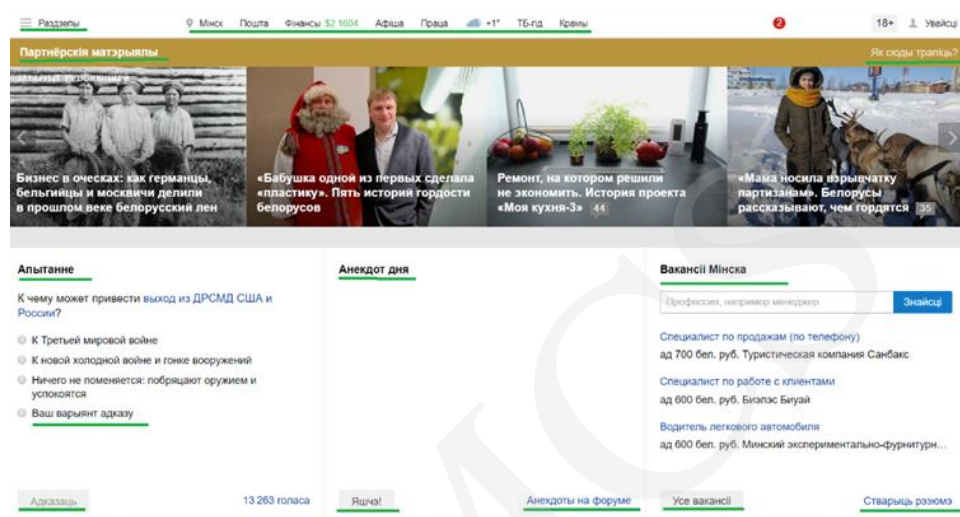 Раздзелы
Мінск Пошта Фінансы $2.1604 Афіша Праца +1° ТБ-гід Крамы 2 18+ Увайсці
Партнёрскія матэрыялы
Як сюды трапіць?
Бизнес в оческах: как германцы,
бельгийцы и москвичи делили
в прошлом веке белорусский лен
«Бабушка одной из первых сделала
«пластику». Пять историй гордости
белорусов
Ремонт, на котором решили
не экономить. История проекта
«Моя кухня-3» 44
«Мама носила взрывчатку
партизанам». Белорусы
рассказывают, чем гордятся 35
Апытанне
К чему может привести выход из ДРСМД США и
России?
К Третьей мировой войне
К новой холодной войне и гонке вооружений
Ничего не поменяется: побряцают оружием и
успокоятся
Ваш варыянт адказу
Адказаць
13 263 голаса
Анекдот дня
Яшчэ!
Анекдоты на форуме
Вакансіі Мінска
Профессия, например менеджер
Знайсці
Специалист по продажам (по телефону)
ад 700 бел. руб. Туристическая компания Санбакс
Специалист по работе с клиентами
ад 600 бел. руб. Биэлэс Биуай
Водитель легкового автомобиля
ад 600 бел. руб. Минский экспериментально-фурнитурн...
Усе вакансіі
Стварыць рэзюмэ